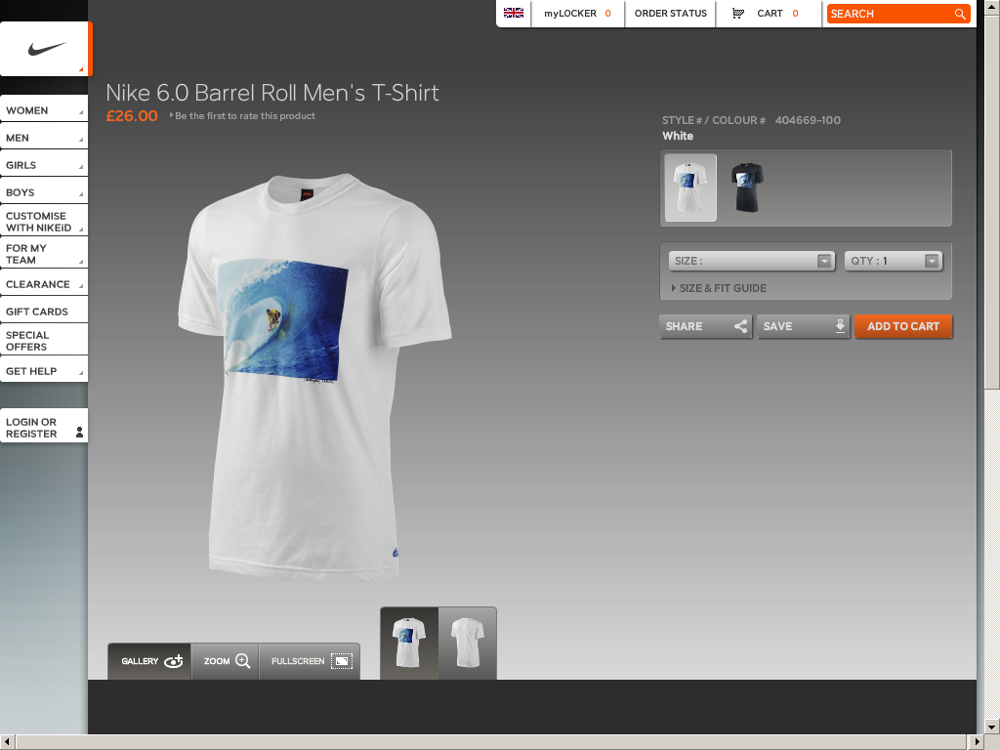 myLOCKER 0
ORDER STATUS
CART 0
SEARCH
WOMEN
MEN
GIRLS
BOYS
CUSTOMISE
WITH NIKEiD
FOR MY
TEAM
CLEARANCE
GIFT CARDS
SPECIAL
OFFERS
GET HELP
LOGIN OR
REGISTER
Nike 6.0 Barrel Roll Men's T-Shirt
£26.00 Be the first to rate this product
STYLE # / COLOUR # 404669-100
White
SIZE :
QTY : 1
SIZE & FIT GUIDE
SHARE
SAVE
ADD TO CART
GALLERY
ZOOM
FULLSCREEN